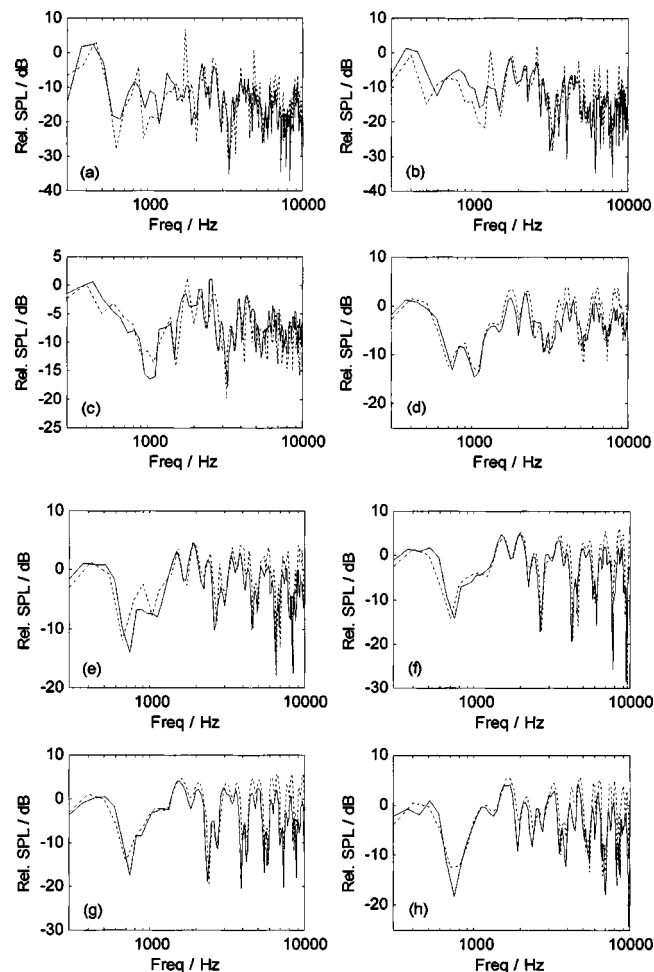 10 10
0 0
-10 -10
-20 -20
-30 -30
-40 -40
(a) (b)
1000 10000 1000 10000
Freq / Hz Freq / Hz
Rel. SPL / dB Rel. SPL / dB
5 10
0 0
-5
-10 -10
-15
-20 -20
-25
(c) (d)
1000 10000 1000 10000
Freq / Hz Freq / Hz
Rel. SPL / dB Rel. SPL / dB
10 10
0 0
-10 -10
-20
-20 -30
(e) (f)
1000 10000 1000 10000
Freq / Hz Freq / Hz
Rel. SPL / dB Rel. SPL / dB
10 10
0 0
-10 -10
-20 -20
-30
(g) (h)
1000 10000 1000 10000
Freq / Hz Freq / Hz
Rel. SPL / dB Rel. SPL / dB